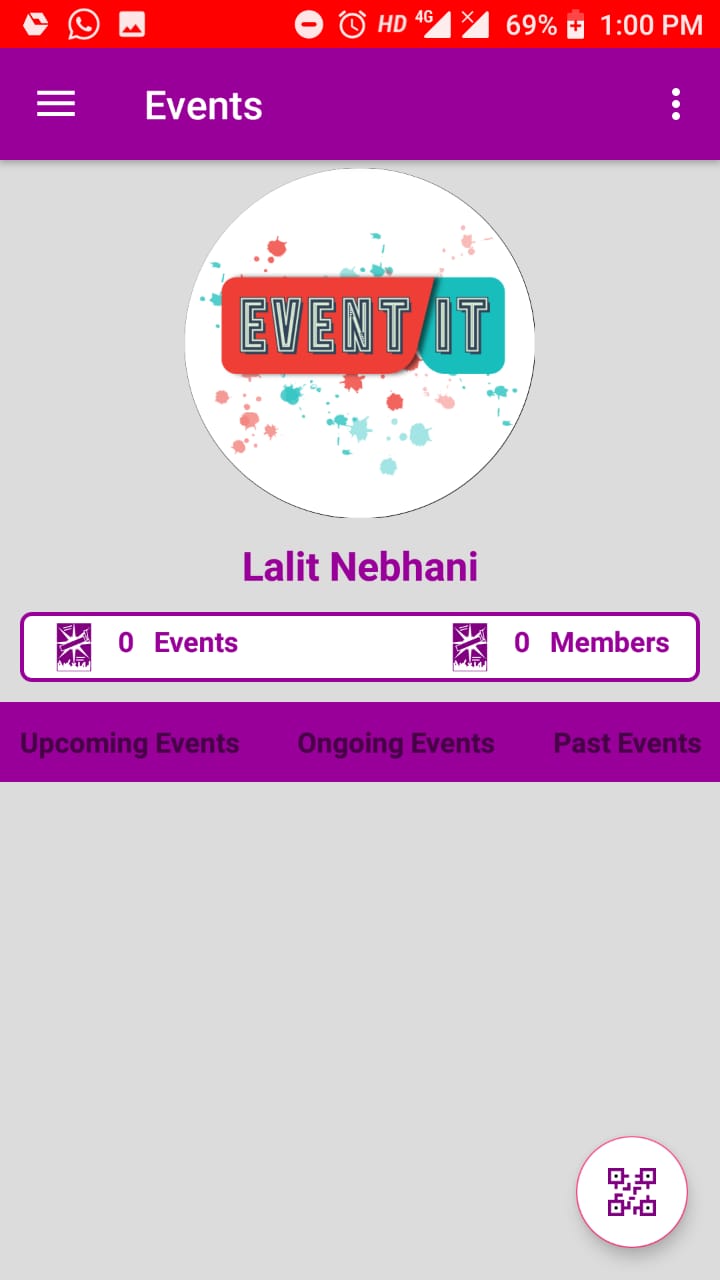 HD 4G 69% 1:00 PM
Events
EVENT IT
Lalit Nebhani
0 Events 0 Members
Upcoming Events Ongoing Events Past Events